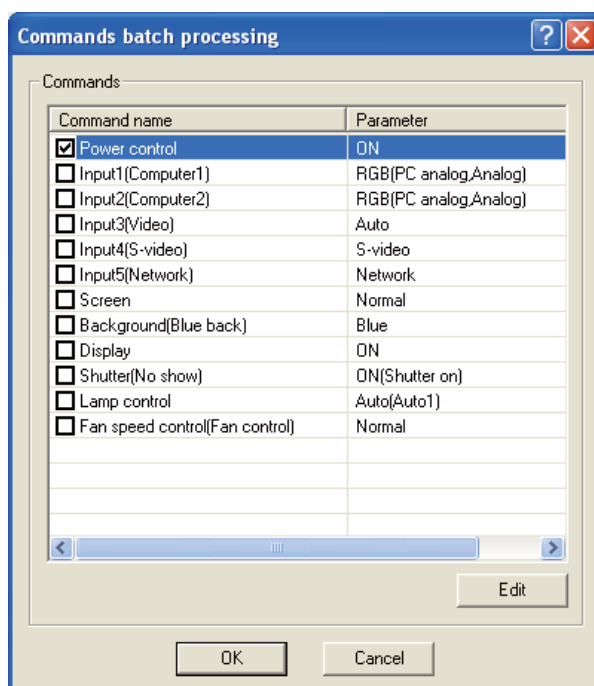 Commands batch processing
Commands
Command name Parameter
Power control ON
Input1(Computer1) RGB(PC analog,Analog)
Input2(Computer2) RGB(PC analog,Analog)
Input3(Video) Auto
Input4(S-video) S-video
Input5(Network) Network
Screen Normal
Background(Blue back) Blue
Display ON
Shutter(No show) ON(Shutter on)
Lamp control Auto(Auto1)
Fan speed control(Fan control) Normal
Edit
OK Cancel